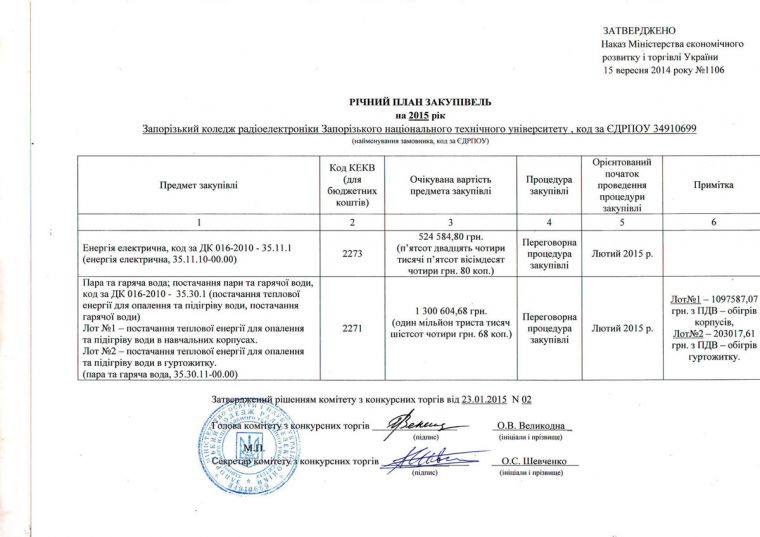 ЗАТВЕРДЖЕНО
Наказ Міністерства економічного
розвитку і торгівлі України
15 вересня 2014 року №1106
РІЧНИЙ ПЛАН ЗАКУПІВЕЛЬ
на 2015 рік
Запорізький коледж радіоелектроніки Запорізького національного технічного університету , код за ЄДРПОУ 34910699
(найменування замовника, код за ЄДРПОУ)
Предмет закупівлі
Код КЕКВ
(для
бюджетних
коштів)
Очікувана вартість
предмета закупівлі
Процедура
закупівлі
Орієнтований
початок
проведення
процедури
закупівлі
Примітка
1
2
3
4
5
6
Енергія електрична, код за ДК 016-2010 - 35.11.1
(енергія електрична, 35.11.10-00.00)
2273
524 584,80 грн.
(п’ятсот двадцять чотири
тисячі п’ятсот вісімдесят
чотири грн. 80 коп.)
Переговорна
процедура
закупівлі
Лютий 2015 р.
Пара та гаряча вода; постачання пари та гарячої води,
код за ДК 016-2010 - 35.30.1 (постачання теплової
енергії для опалення та підігріву води, постачання
гарячої води)
Лот №1 – постачання теплової енергії для опалення
та підігріву води в навчальних корпусах.
Лот №2 – постачання теплової енергії для опалення
та підігріву води в гуртожитку.
(пара та гаряча вода, 35.30.11-00.00)
2271
1 300 604,68 грн.
(один мільйон триста тисяч
шістсот чотири грн. 68 коп.)
Переговорна
процедура
закупівлі
Лютий 2015 р.
Лот№1 – 1097587,07
грн. з ПДВ – обігрів
корпусів,
Лот№2 – 203017,61
грн. з ПДВ – обігрів
гуртожитку.
Затверджений рішенням комітету з конкурсних торгів від 23.01.2015 N 02
Голова комітету з конкурсних торгів
О.В. Великодна
(підпис)
(ініціали і прізвище)
М.П.
Секретар комітету з конкурсних торгів
О.С. Шевченко
(підпис)
(ініціали і прізвище)